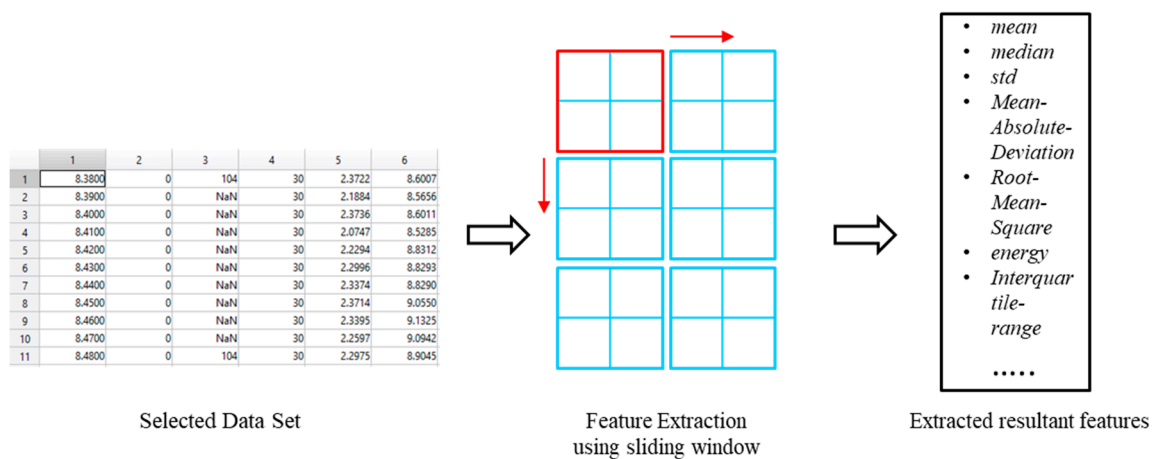 1 2 3 4 5 6
1 8.3800 0 104 30 2.3722 8.6007
2 8.3900 0 NaN 30 2.1884 8.5656
3 8.4000 0 NaN 30 2.3736 8.6011
4 8.4100 0 NaN 30 2.0747 8.5285
5 8.4200 0 NaN 30 2.2294 8.8312
6 8.4300 0 NaN 30 2.2996 8.8293
7 8.4400 0 NaN 30 2.3374 8.8290
8 8.4500 0 NaN 30 2.3714 9.0550
9 8.4600 0 NaN 30 2.3395 9.1325
10 8.4700 0 NaN 30 2.2597 9.0942
11 8.4800 0 104 30 2.2975 8.9045
Selected Data Set
Feature Extraction
using sliding window
• mean
• median
• std
• Mean-
Absolute-
Deviation
• Root-
Mean-
Square
• energy
• Interquar
tile-
range
.....
Extracted resultant features